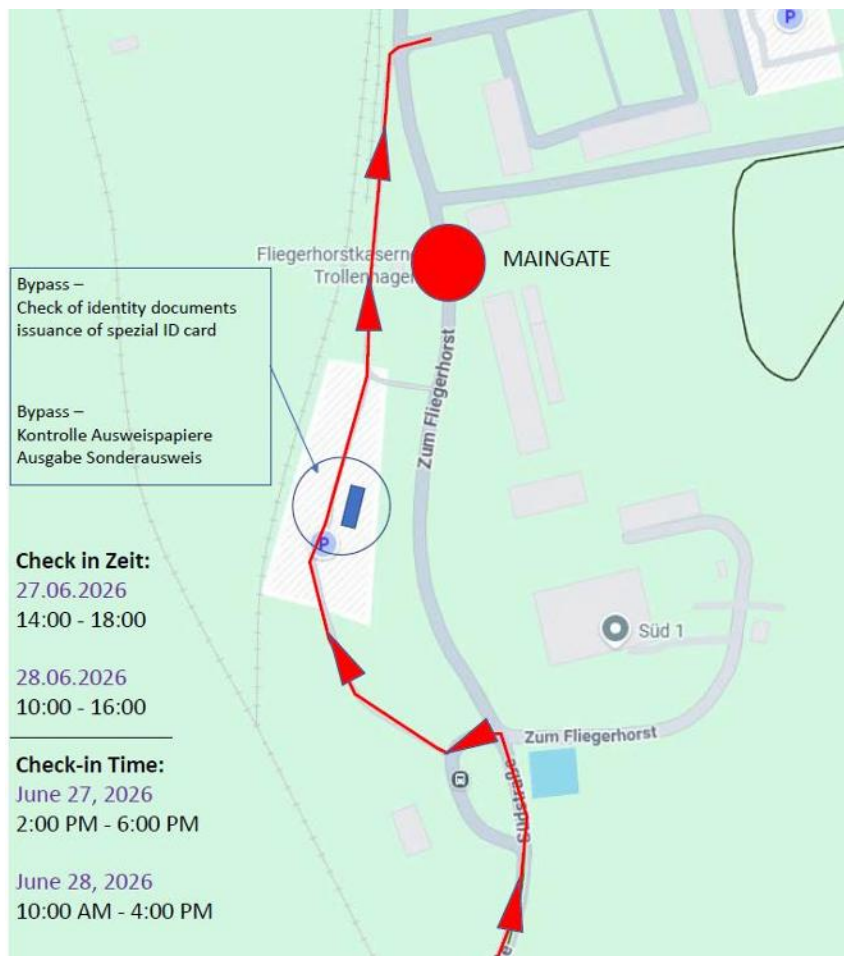 P
Fliegerhorstkasern
Trollenhagen
MAINGATE
Bypass –
Check of identity documents
issuance of spezial ID card
Bypass –
Kontrolle Ausweispapiere
Ausgabe Sonderausweis
Zum Fliegerhorst
P
Check in Zeit:
27.06.2026
14:00 - 18:00
28.06.2026
10:00 - 16:00
Süd 1
Zum Fliegerhorst
Check-in Time:
June 27, 2026
2:00 PM - 6:00 PM
June 28, 2026
10:00 AM - 4:00 PM